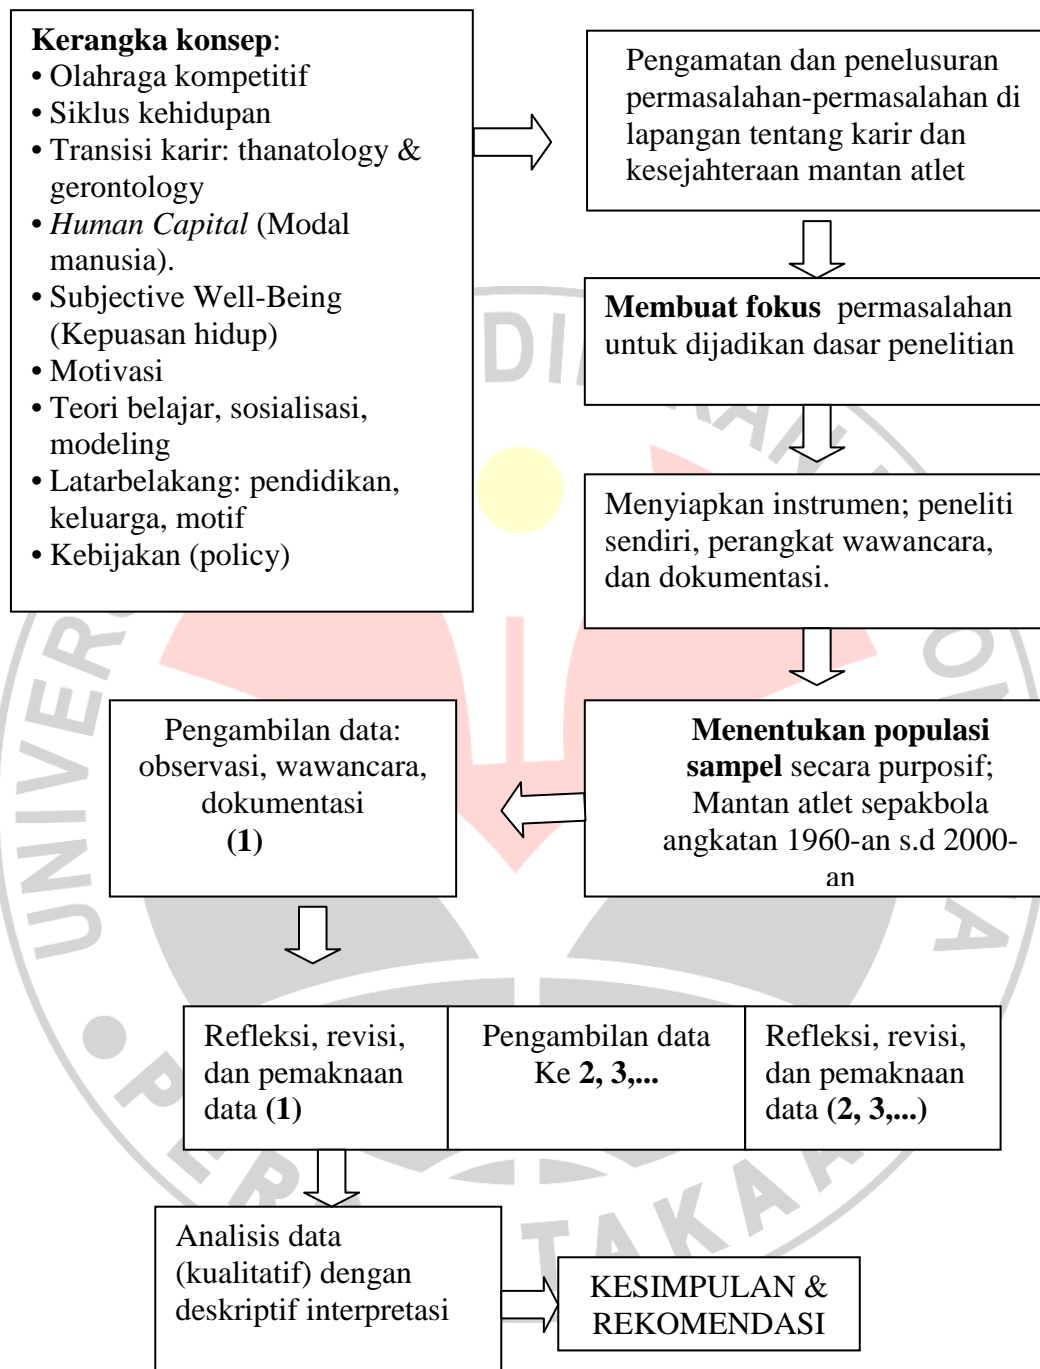 Kerangka konsep:
• Olahraga kompetitif
• Siklus kehidupan
• Transisi karir: thanatology &
gerontology
• Human Capital (Modal
manusia).
• Subjective Well-Being
(Kepuasan hidup)
• Motivasi
• Teori belajar, sosialisasi,
modeling
• Latarbelakang: pendidikan,
keluarga, motif
• Kebijakan (policy)
Pengamatan dan penelusuran
permasalahan-permasalahan di
lapangan tentang karir dan
kesejahteraan mantan atlet
Membuat fokus permasalahan
untuk dijadikan dasar penelitian
Menyiapkan instrumen; peneliti
sendiri, perangkat wawancara,
dan dokumentasi.
Menentukan populasi
sampel secara purposif;
Mantan atlet sepakbola
angkatan 1960-an s.d 2000-
an
Pengambilan data:
observasi, wawancara,
dokumentasi
(1)
Refleksi, revisi,
dan pemaknaan
data (1)
Pengambilan data
Ke 2, 3,...
Refleksi, revisi,
dan pemaknaan
data (2, 3,...)
Analisis data
(kualitatif) dengan
deskriptif interpretasi
KESIMPULAN &
REKOMENDASI